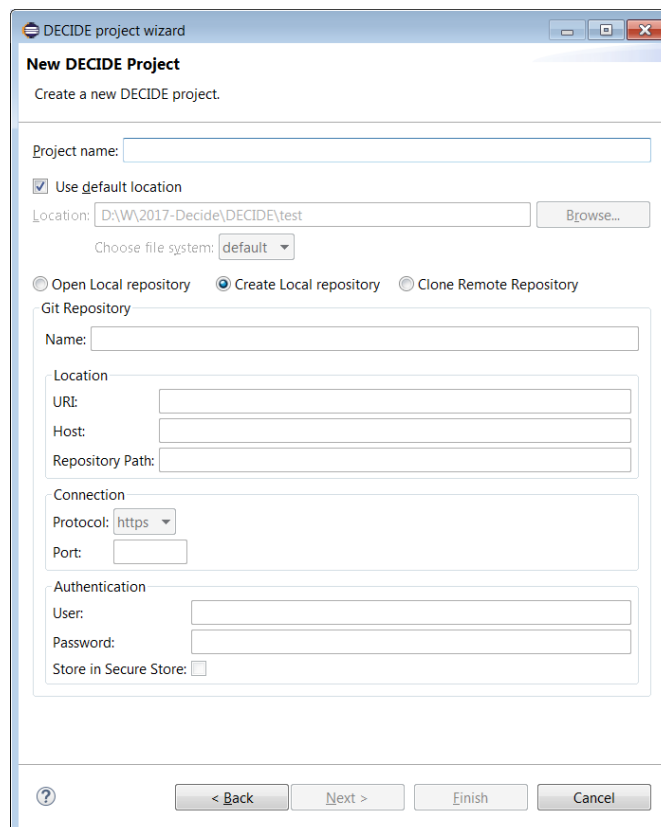 DECIDE project wizard
New DECIDE Project
Create a new DECIDE project.
Project name:
Use default location
Location: D:\W\2017-Decide\DECIDE\test Browse...
Choose file system: default
Open Local repository Create Local repository Clone Remote Repository
Git Repository
Name:
Location
URI:
Host:
Repository Path:
Connection
Protocol: https
Port:
Authentication
User:
Password:
Store in Secure Store:
? < Back Next > Finish Cancel